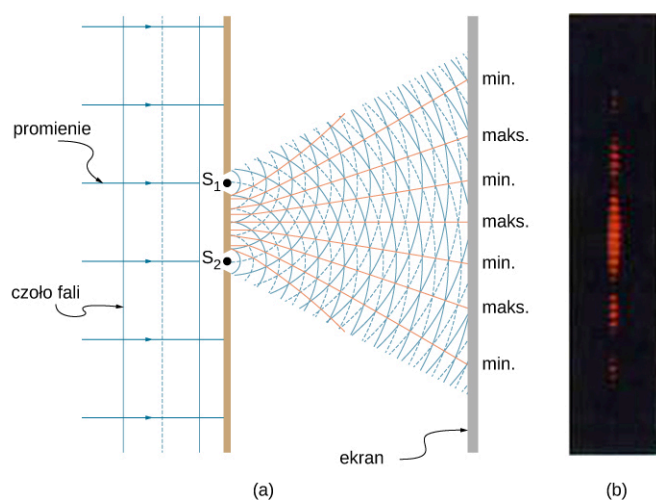 min.
promienie
maks.
S1
min.
maks.
S2
min.
czoło fali
maks.
min.
ekran
(a)
(b)